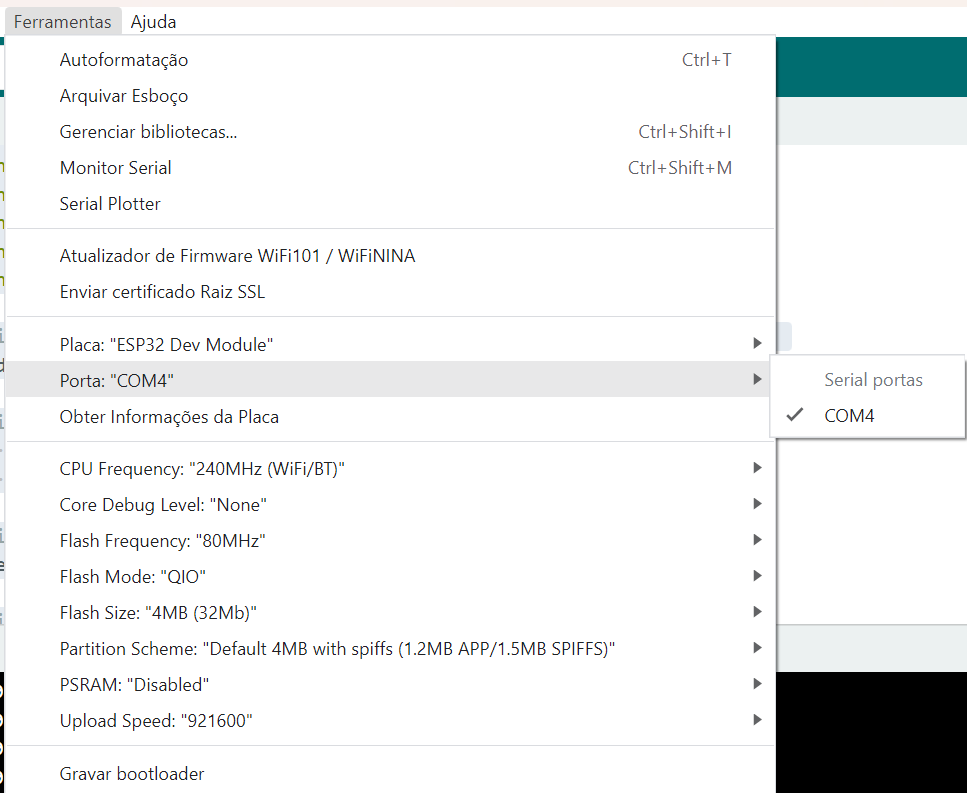 Ferramentas Ajuda
Autoformatação Ctrl+T
Arquivar Esboço
Gerenciar bibliotecas... Ctrl+Shift+I
Monitor Serial Ctrl+Shift+M
Serial Plotter
Atualizador de Firmware WiFi101 / WiFiNINA
Enviar certificado Raiz SSL
Placa: "ESP32 Dev Module"
Porta: "COM4"
Serial portas
COM4
Obter Informações da Placa
CPU Frequency: "240MHz (WiFi/BT)"
Core Debug Level: "None"
Flash Frequency: "80MHz"
Flash Mode: "QIO"
Flash Size: "4MB (32Mb)"
Partition Scheme: "Default 4MB with spiffs (1.2MB APP/1.5MB SPIFFS)"
PSRAM: "Disabled"
Upload Speed: "921600"
Gravar bootloader